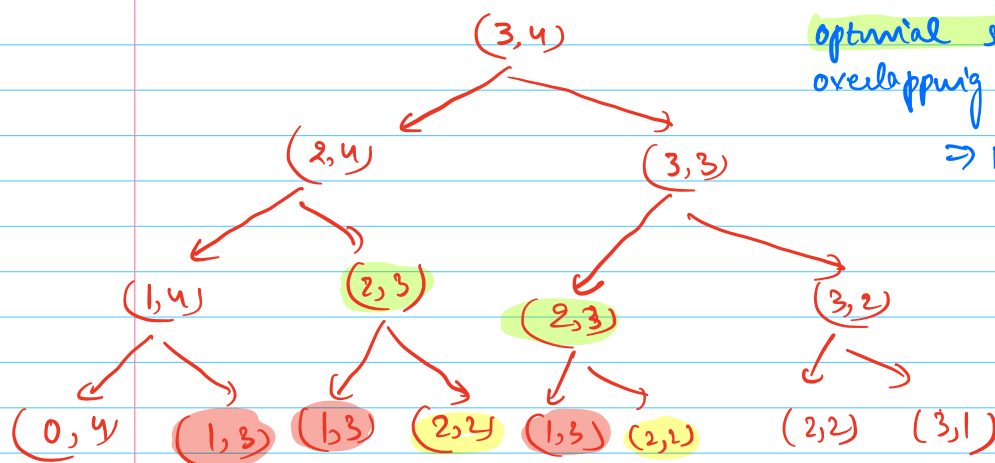 (3,4)
optimial
overlapping
(2,4) (3,3)
=>
(1,4) (2,3) (2,3) (3,2)
(0,4 (1,3) (1,3) (2,2) (1,3) (2,2) (2,2) (3,1)